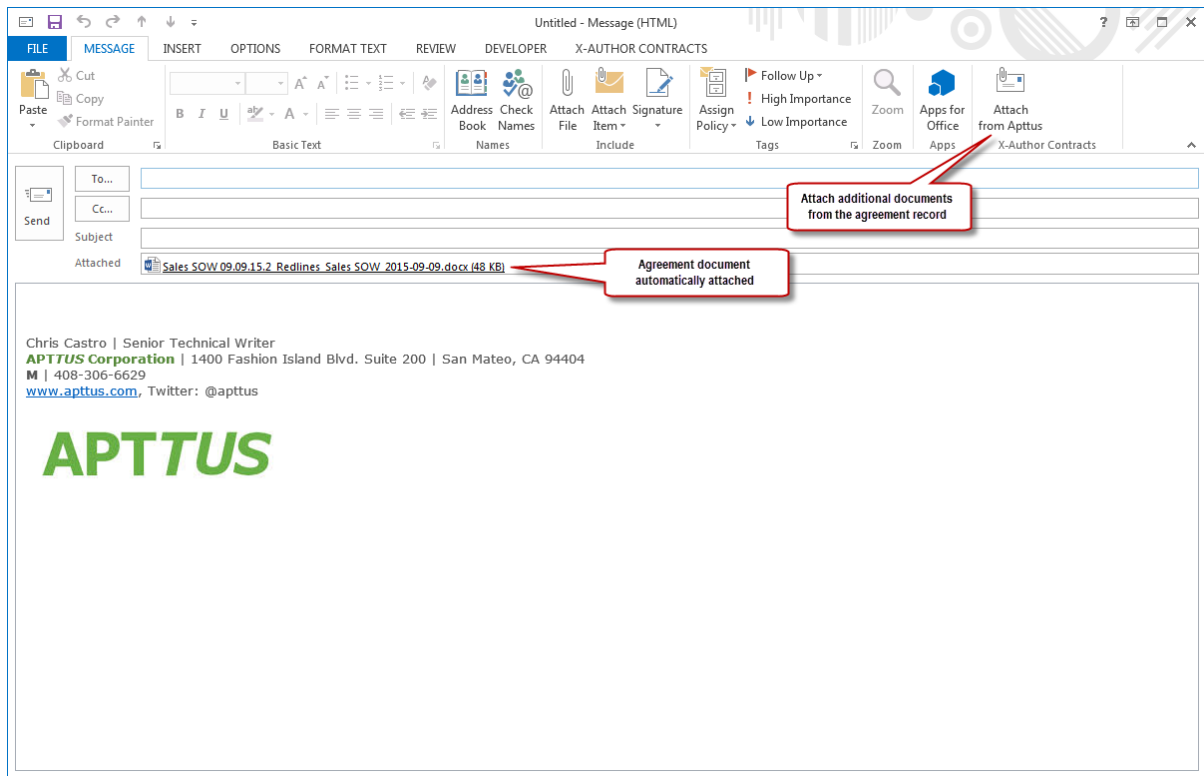 Untitled - Message (HTML)
?
FILE MESSAGE INSERT OPTIONS FORMAT TEXT REVIEW DEVELOPER X-AUTHOR CONTRACTS
Paste
Cut
Copy
Format Painter
Clipboard
A A
B I U A
Basic Text
Address Book
Check Names
Names
Attach File
Attach Item
Signature
Include
Assign Policy
Follow Up
High Importance
Low Importance
Tags
Zoom
Zoom
Apps for Office
Apps
Attach from Apttus
X-Author Contracts
Send
To...
Cc...
Subject
Attached
Sales SOW 09.09.15.2_Redlines_Sales SOW_2015-09-09.docx (48 KB)
Attach additional documents
from the agreement record
Agreement document
automatically attached
Chris Castro | Senior Technical Writer
APTTUS Corporation | 1400 Fashion Island Blvd. Suite 200 | San Mateo, CA 94404
M | 408-306-6629
www.apttus.com, Twitter: @apttus
APTTUS